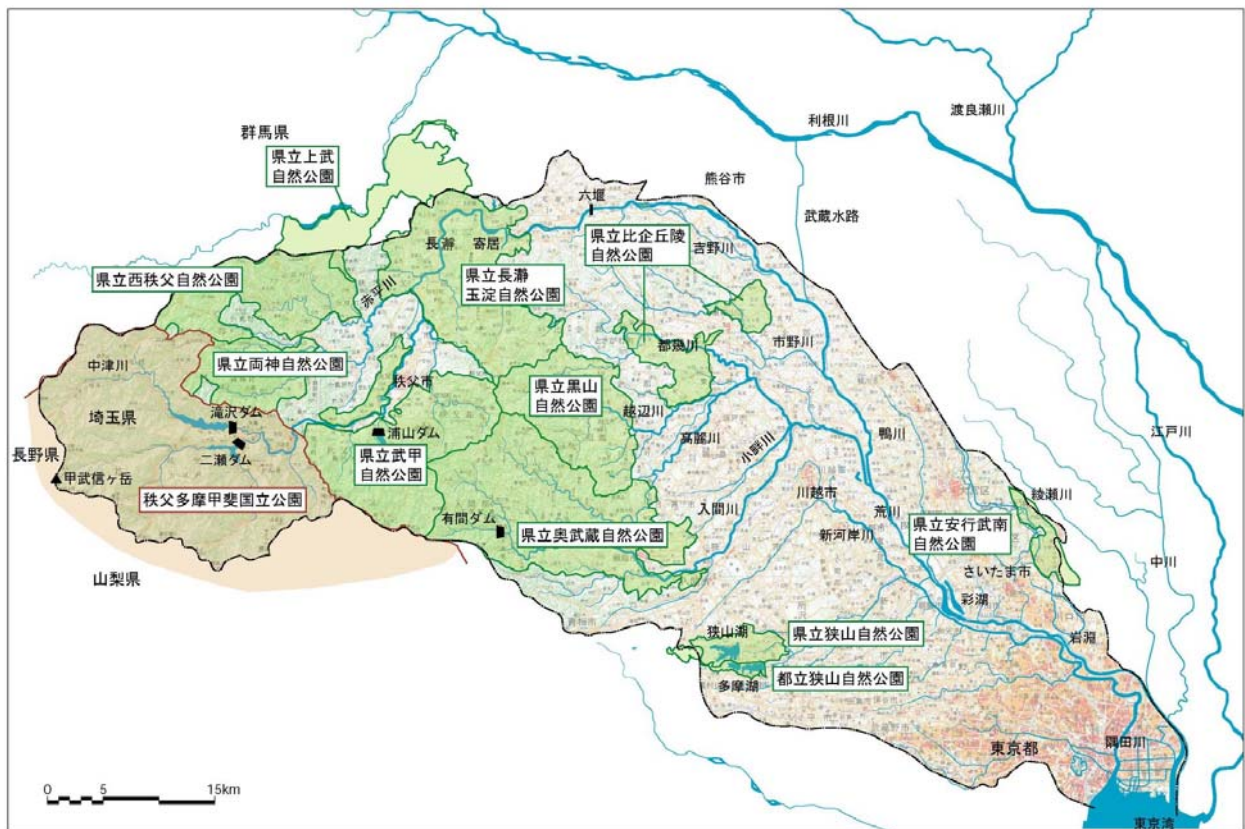 渡良瀬川
利根川
群馬県
県立上武
自然公園
六堰
熊谷市
武蔵水路
長瀞
寄居
県立比企丘陵
自然公園
吉野川
県立西秩父自然公園
赤平川
県立長瀞
玉淀自然公園
都幾川
市野川
中津川
県立両神自然公園
秩父市
県立黒山
自然公園
越辺川
埼玉県
滝沢ダム
浦山ダム
高麗川
小畔川
鴨川
江戸川
長野県
二瀬ダム
県立武甲
自然公園
甲武信ヶ岳
秩父多摩甲斐国立公園
川越市
荒川
綾瀬川
入間川
有間ダム
県立奥武蔵自然公園
新河岸川
県立安行武南
自然公園
中川
山梨県
さいたま市
彩湖
狭山湖
県立狭山自然公園
岩淵
多摩湖
都立狭山自然公園
東京都
隅田川
0 5 15km
東京湾